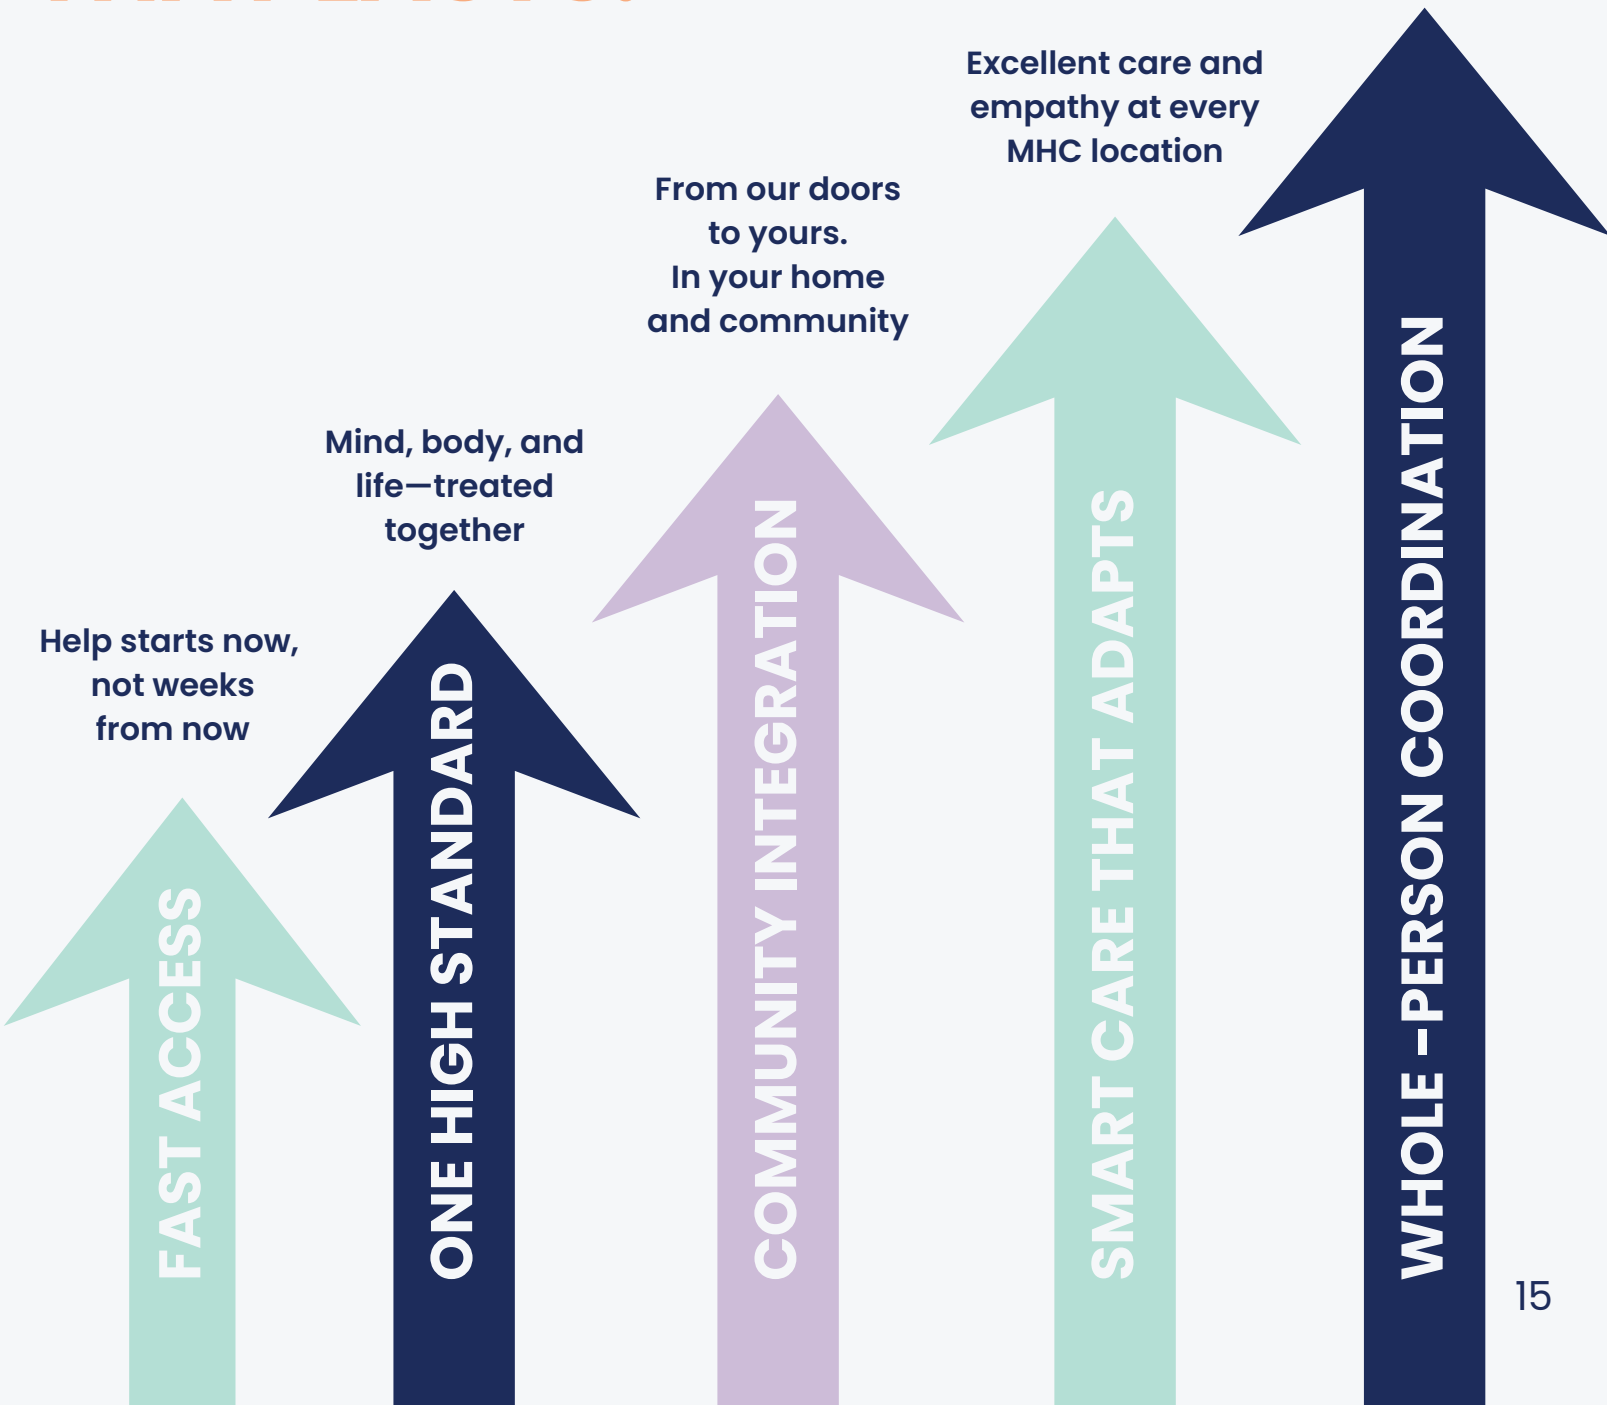 Excellent care and
empathy at every
MHC location
From our doors
to yours.
In your home
and community
Mind, body, and
life—treated
together
Help starts now,
not weeks
from now
FAST ACCESS
ONE HIGH STANDARD
COMMUNITY INTEGRATION
SMART CARE THAT ADAPTS
WHOLE –PERSON COORDINATION
15